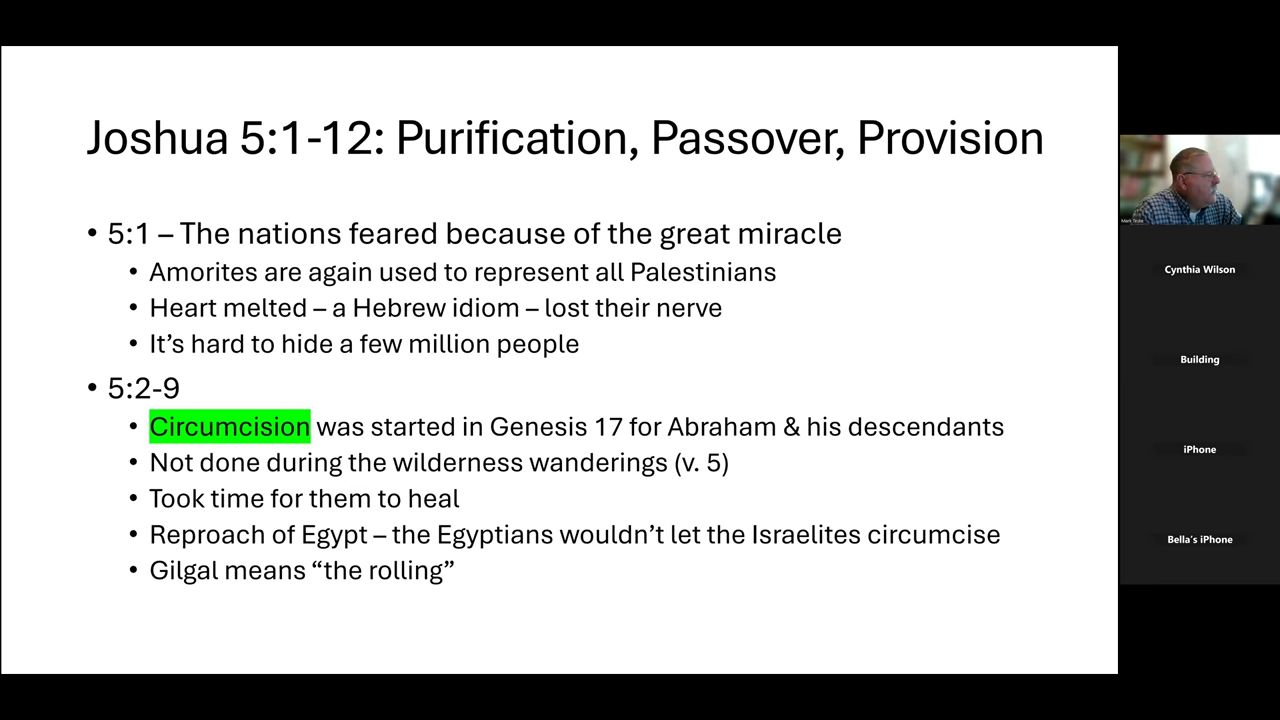 Joshua 5:1-12: Purification, Passover, Provision
• 5:1 – The nations feared because of the great miracle
• Amorites are again used to represent all Palestinians
• Heart melted – a Hebrew idiom – lost their nerve
• It’s hard to hide a few million people
• 5:2-9
• Circumcision was started in Genesis 17 for Abraham & his descendants
• Not done during the wilderness wanderings (v. 5)
• Took time for them to heal
• Reproach of Egypt – the Egyptians wouldn’t let the Israelites circumcise
• Gilgal means “the rolling”
Mark
Cynthia Wilson
Building
iPhone
Bella’s iPhone